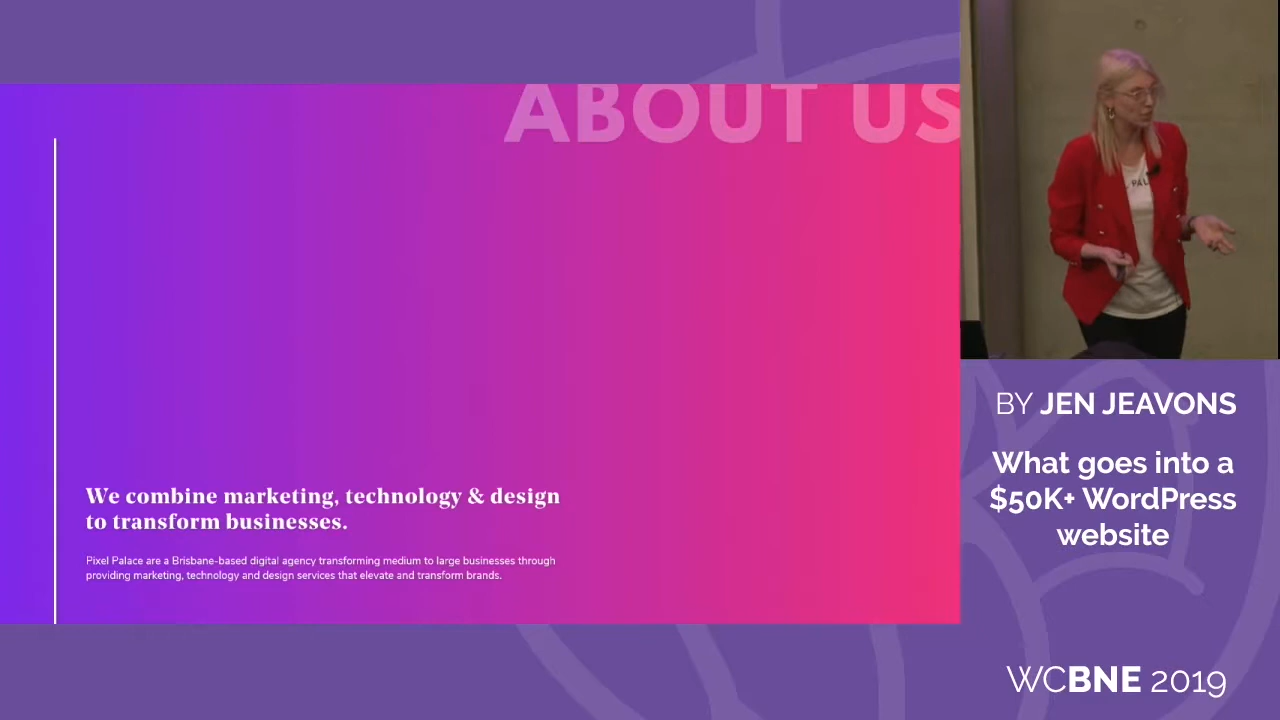 ABOUT US
We combine marketing, technology & design
to transform businesses.
Pixel Palace are a Brisbane-based digital agency transforming medium to large businesses through
providing marketing, technology and design services that elevate and transform brands.
BY JEN JEAVONS
What goes into a
$50K+ WordPress
website
WCBNE 2019